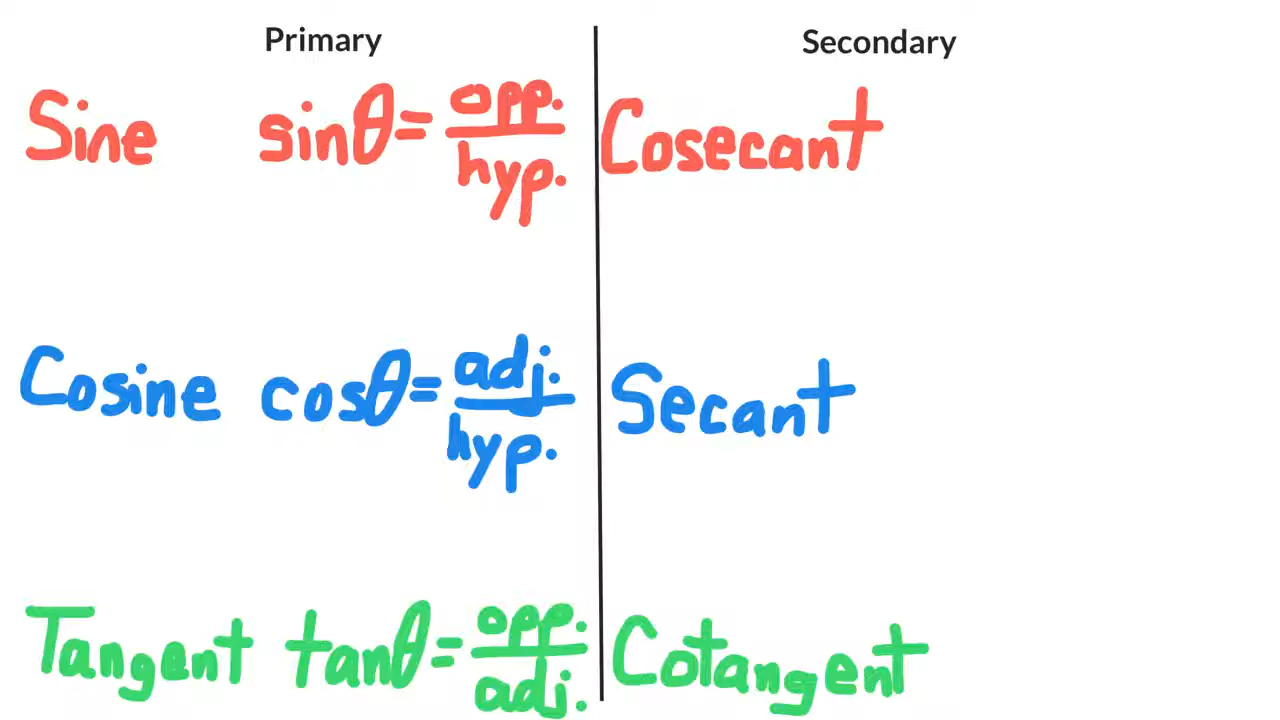 Primary Secondary
Sine sinθ = opp./hyp. Cosecant
Cosine cosθ = adj./hyp. Secant
Tangent tanθ = opp./adj. Cotangent